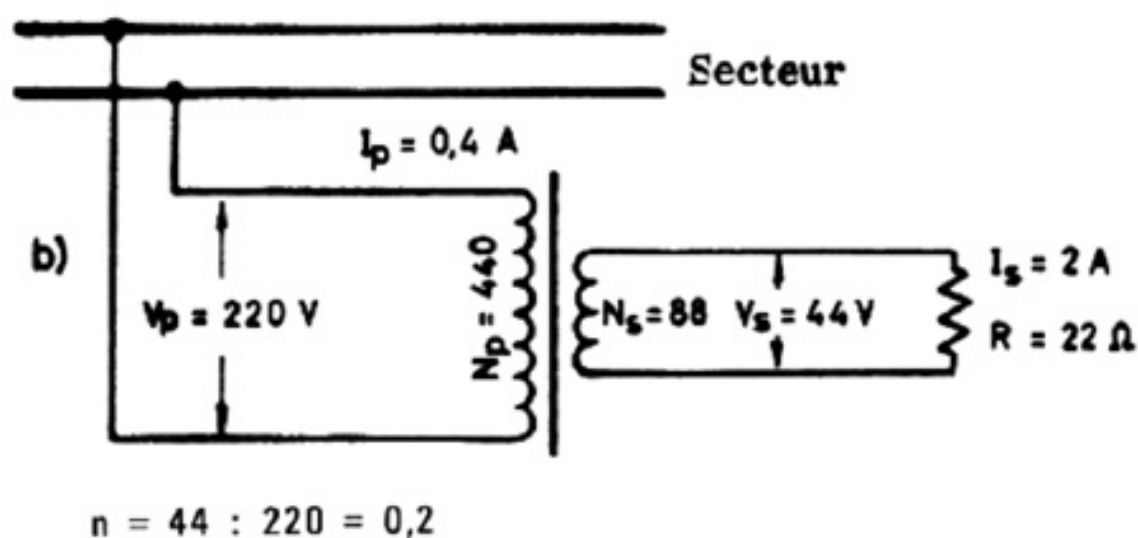 Secteur
Ip = 0,4 A
b)
Vp = 220 V
Np = 440
Ns = 88
Vs = 44 V
Is = 2 A
R = 22 Ω
n = 44 : 220 = 0,2